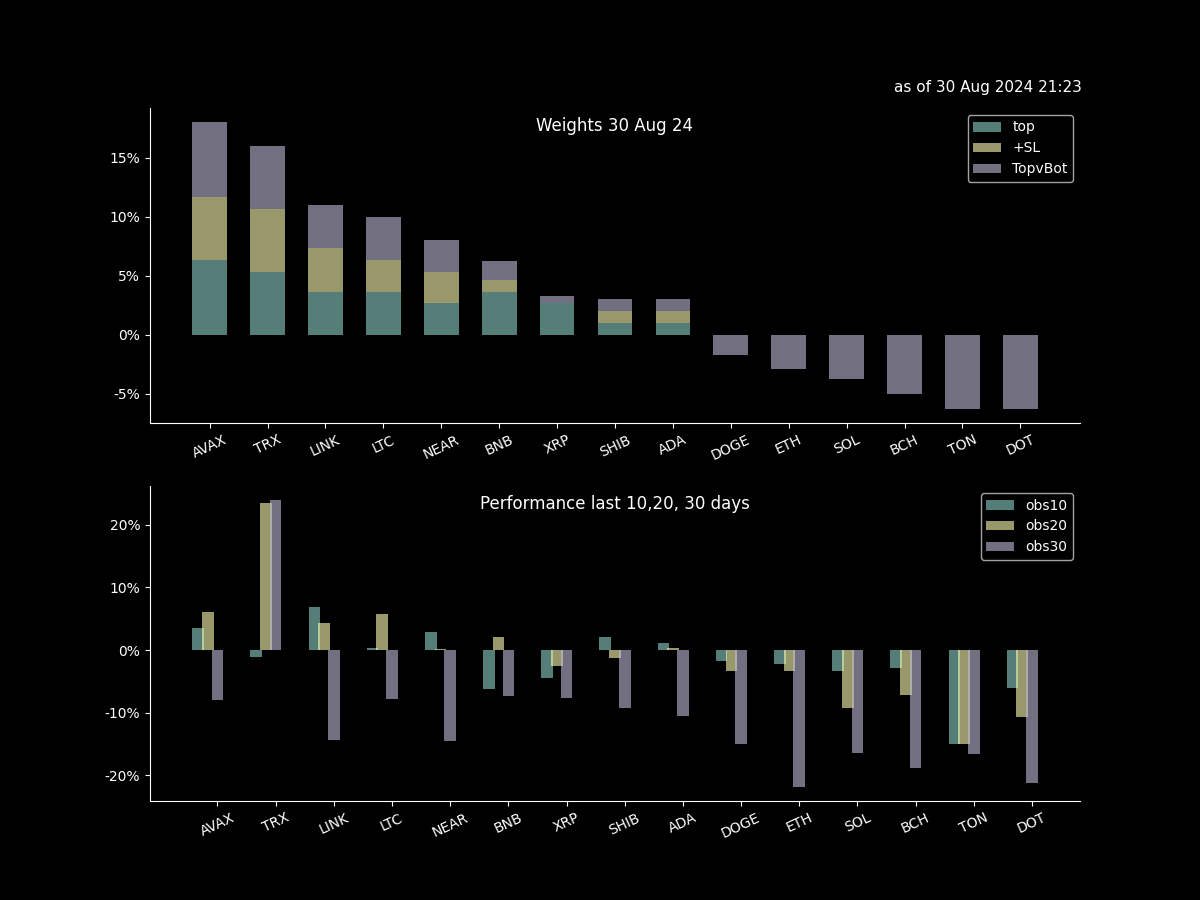 as of 30 Aug 2024 21:23
Weights 30 Aug 24
top
+SL
TopvBot
15%
10%
5%
0%
-5%
AVAX TRX LINK LTC NEAR BNB XRP SHIB ADA DOGE ETH SOL BCH TON DOT
Performance last 10,20, 30 days
obs10
obs20
obs30
20%
10%
0%
-10%
-20%
AVAX TRX LINK LTC NEAR BNB XRP SHIB ADA DOGE ETH SOL BCH TON DOT